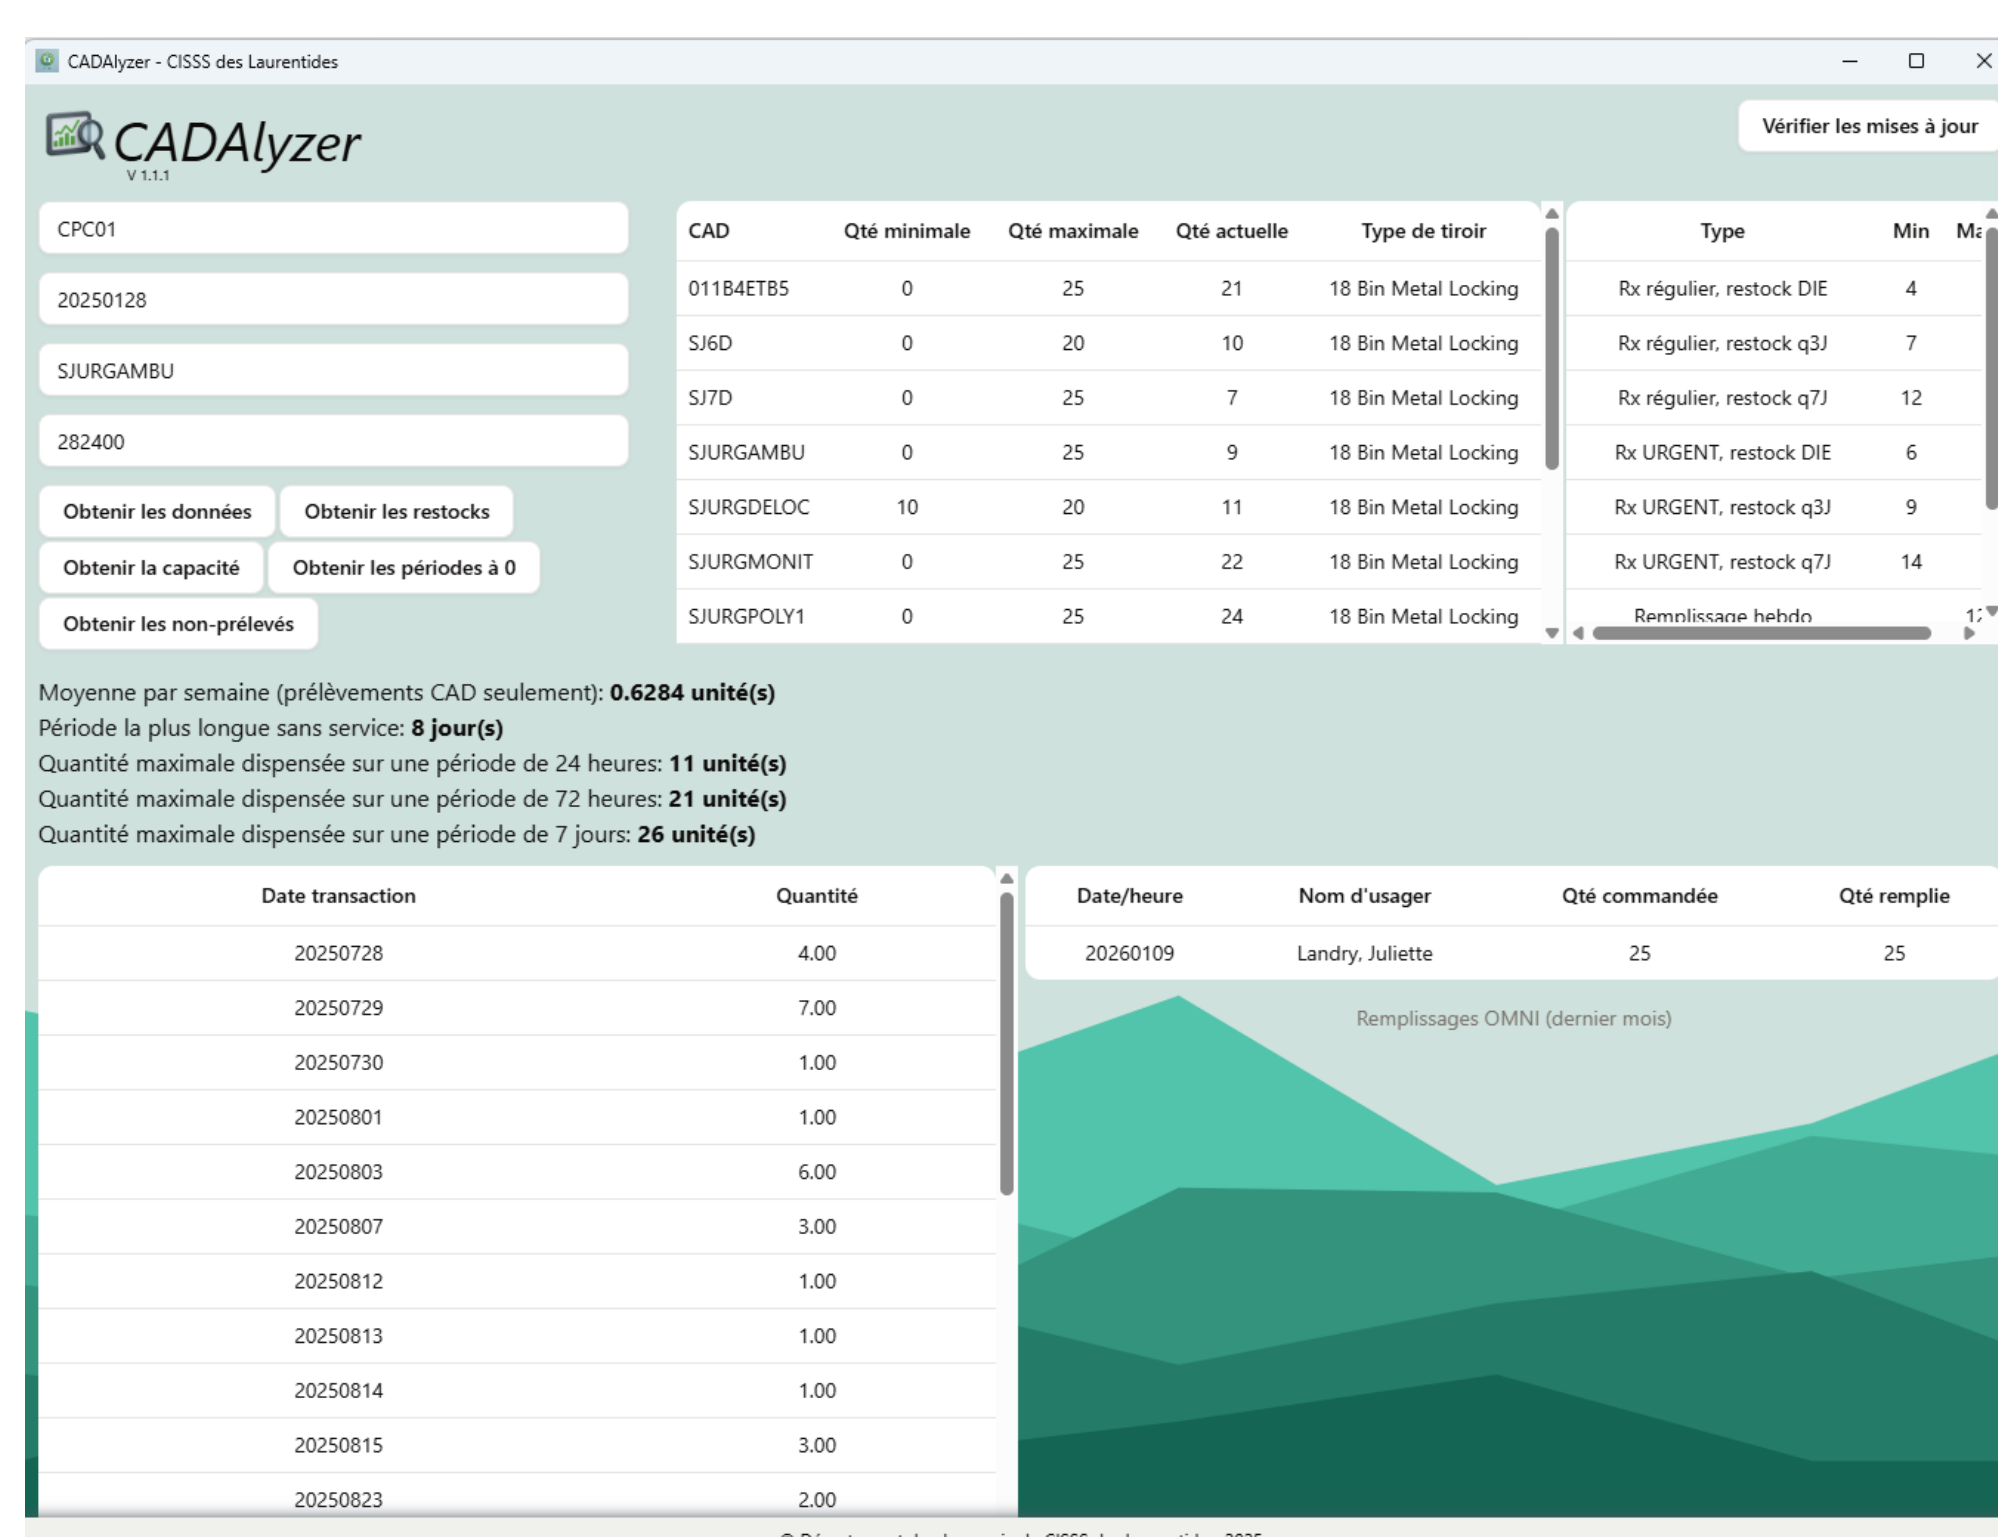 CADAlyzer - CISSS des Laurentides
CADAlyzer
V 1.1.1
Vérifier les mises à jour
CPC01
20250128
SJURGAMBU
282400
Obtenir les données Obtenir les restocks
Obtenir la capacité Obtenir les périodes à 0
Obtenir les non-prélevés
CAD Qté minimale Qté maximale Qté actuelle Type de tiroir
011B4ETB5 0 25 21 18 Bin Metal Locking
SJ6D 0 20 10 18 Bin Metal Locking
SJ7D 0 25 7 18 Bin Metal Locking
SJURGAMBU 0 25 9 18 Bin Metal Locking
SJURGDELOC 10 20 11 18 Bin Metal Locking
SJURGMONIT 0 25 22 18 Bin Metal Locking
SJURGPOLY1 0 25 24 18 Bin Metal Locking
Type Min
Rx régulier, restock DIE 4
Rx régulier, restock q3J 7
Rx régulier, restock q7J 12
Rx URGENT, restock DIE 6
Rx URGENT, restock q3J 9
Rx URGENT, restock q7J 14
Remplissage hebdo
Moyenne par semaine (prélèvements CAD seulement): 0.6284 unité(s)
Période la plus longue sans service: 8 jour(s)
Quantité maximale dispensée sur une période de 24 heures: 11 unité(s)
Quantité maximale dispensée sur une période de 72 heures: 21 unité(s)
Quantité maximale dispensée sur une période de 7 jours: 26 unité(s)
Date transaction Quantité
20250728 4.00
20250729 7.00
20250730 1.00
20250801 1.00
20250803 6.00
20250807 3.00
20250812 1.00
20250813 1.00
20250814 1.00
20250815 3.00
20250823 2.00
Date/heure Nom d'usager Qté commandée Qté remplie
20260109 Landry, Juliette 25 25
Remplissages OMNI (dernier mois)